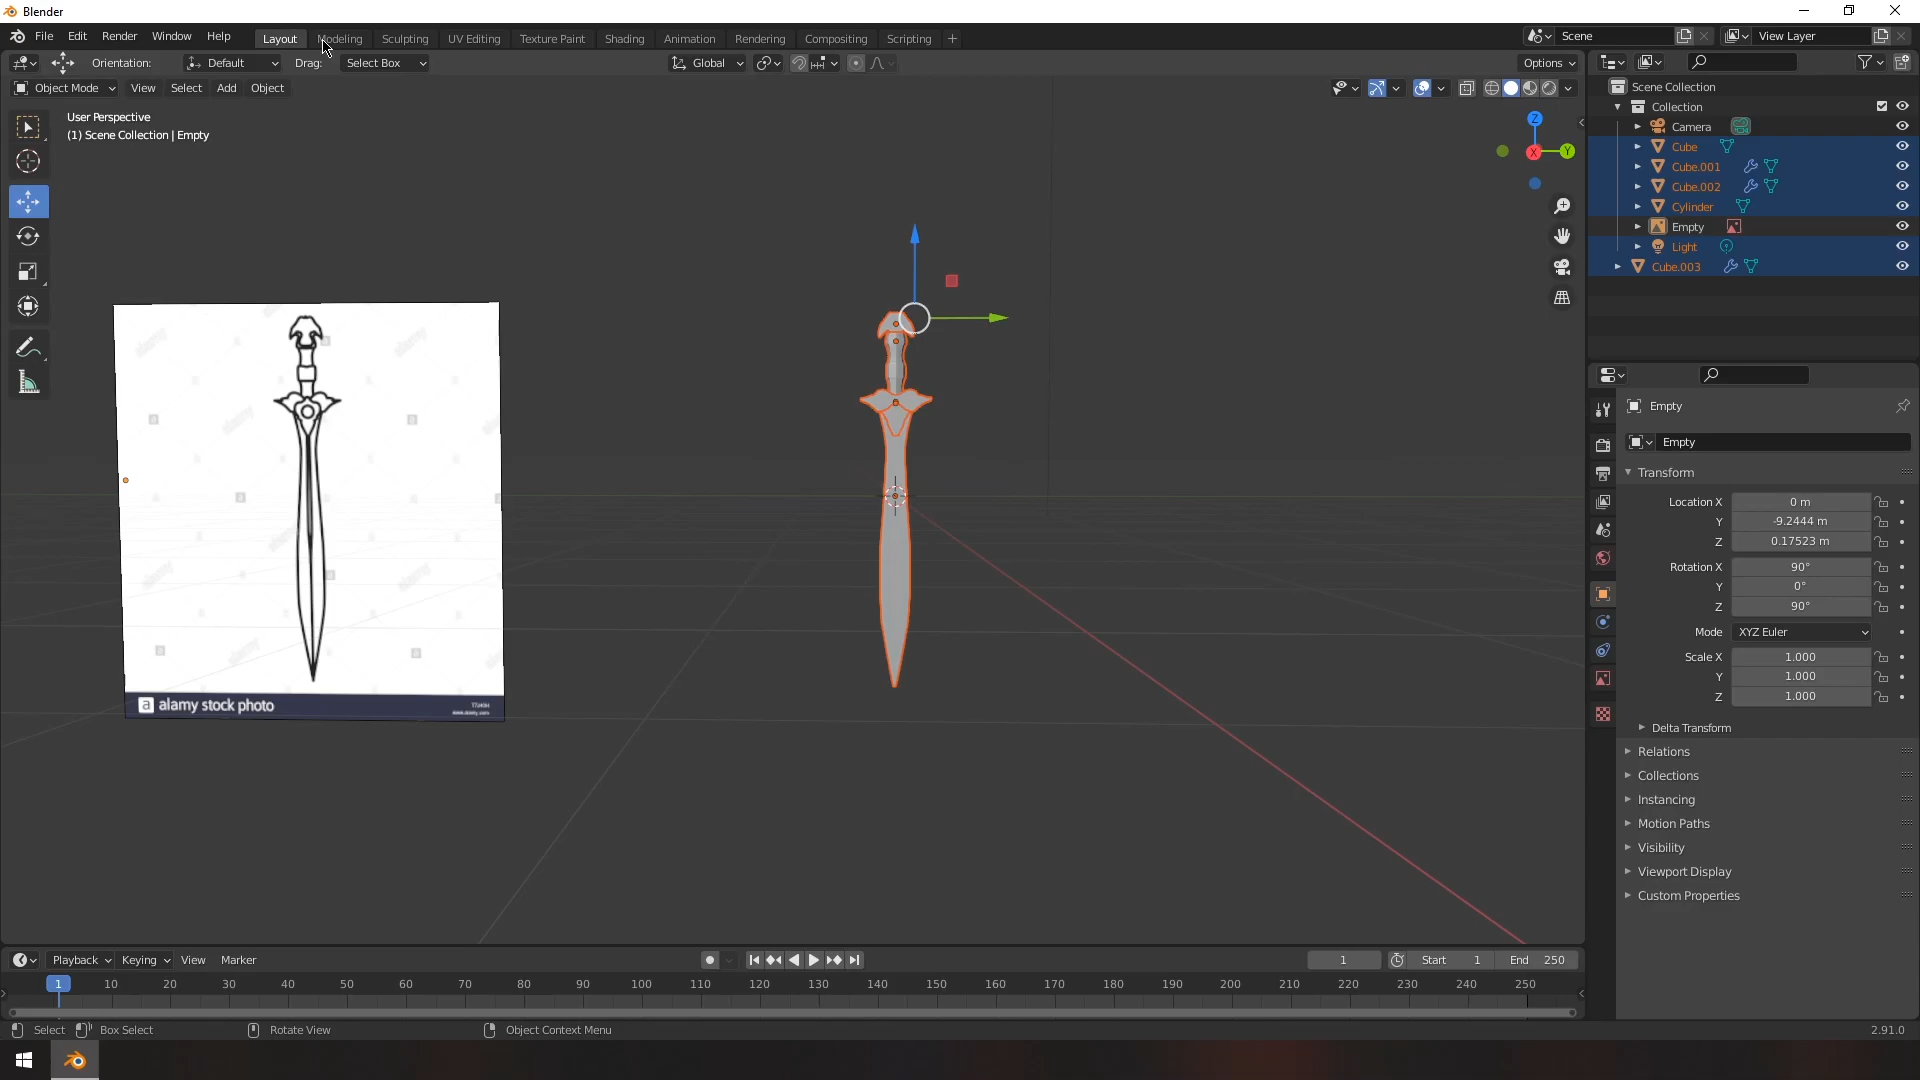 Blender
File Edit Render Window Help
Layout Modeling Sculpting UV Editing Texture Paint Shading Animation Rendering Compositing Scripting +
Scene
View Layer
Orientation: Default Drag: Select Box
Global
Options
Object Mode View Select Add Object
User Perspective
(1) Scene Collection | Empty
Z
X
Y
Scene Collection
Collection
Camera
Cube
Cube.001
Cube.002
Cylinder
Empty
Light
Cube.003
a alamy stock photo
Empty
Empty
Transform
Location X 0 m
Y -9.2444 m
Z 0.17523 m
Rotation X 90°
Y 0°
Z 90°
Mode XYZ Euler
Scale X 1.000
Y 1.000
Z 1.000
Delta Transform
Relations
Collections
Instancing
Motion Paths
Visibility
Viewport Display
Custom Properties
Playback Keying View Marker
1 Start 1 End 250
1 10 20 30 40 50 60 70 80 90 100 110 120 130 140 150 160 170 180 190 200 210 220 230 240 250
Select Box Select Rotate View Object Context Menu
2.91.0